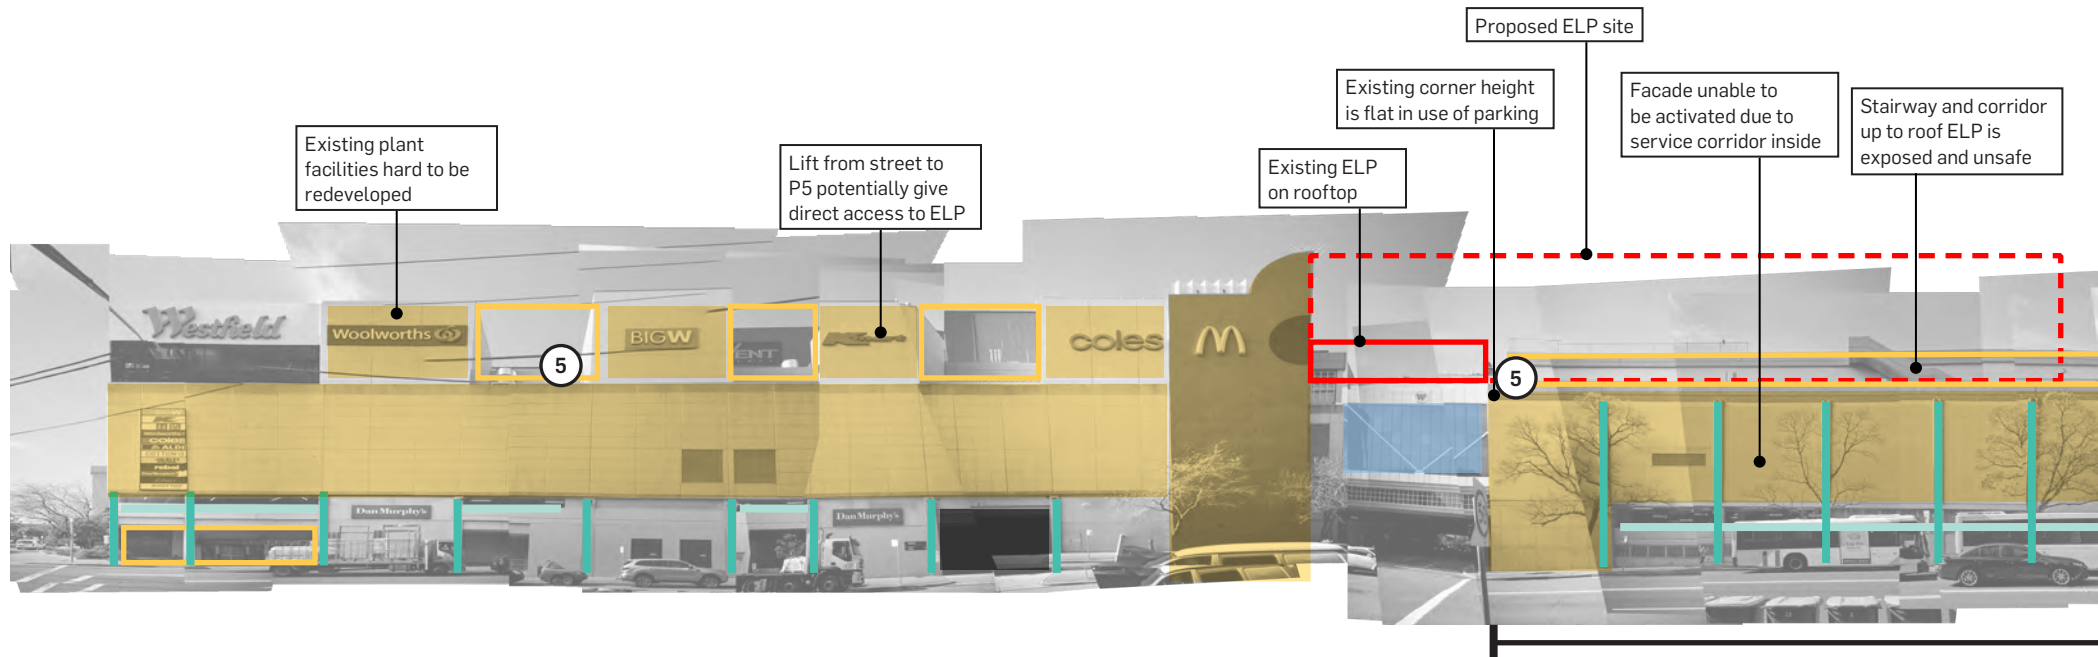 Proposed ELP site
Existing corner height
is flat in use of parking
Facade unable to
be activated due to
service corridor inside
Stairway and corridor
up to roof ELP is
exposed and unsafe
Existing plant
facilities hard to be
redeveloped
Lift from street to
P5 potentially give
direct access to ELP
Existing ELP
on rooftop
Westfield
Woolworths
BIGW
coles
5
5
coles
ALDI
rebel
Dan Murphy's
Dan Murphy's